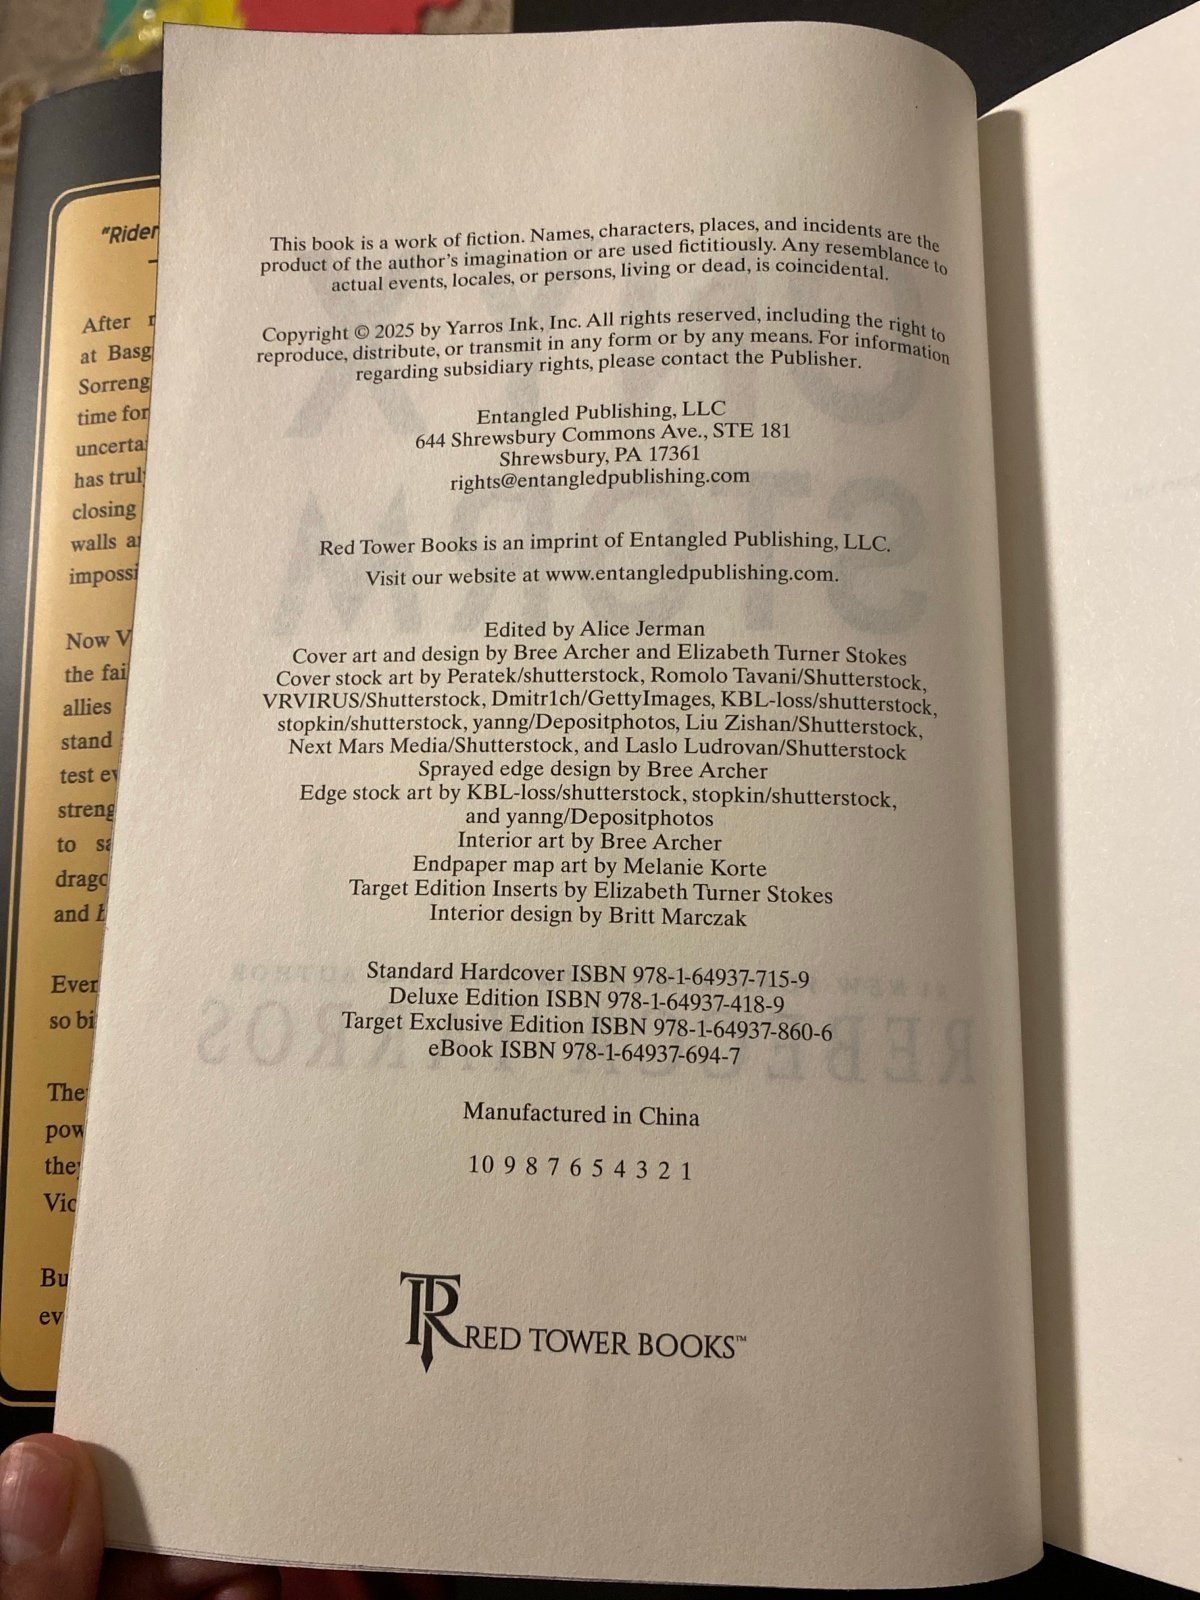 "Rider
After
at Basg
Sorreng
time for
uncerta
has trul
closing
walls a
impossi
Now V
the fai
allies
stand
test ev
streng
to sa
drago
and
Ever
so bi
The
pow
they
Vio
Bu
ev
This book is a work of fiction. Names, characters, places, and incidents are the
product of the author's imagination or are used fictitiously. Any resemblance to
actual events, locales, or persons, living or dead, is coincidental.
Copyright © 2025 by Yarros Ink, Inc. All rights reserved, including the right to
reproduce, distribute, or transmit in any form or by any means. For information
regarding subsidiary rights, please contact the Publisher.
Entangled Publishing, LLC
644 Shrewsbury Commons Ave., STE 181
Shrewsbury, PA 17361
rights@entangledpublishing.com
Red Tower Books is an imprint of Entangled Publishing, LLC.
Visit our website at www.entangledpublishing.com.
Edited by Alice Jerman
Cover art and design by Bree Archer and Elizabeth Turner Stokes
Cover stock art by Peratek/shutterstock, Romolo Tavani/Shutterstock,
VRVIRUS/Shutterstock, Dmitr1ch/GettyImages, KBL-loss/shutterstock,
stopkin/shutterstock, yanng/Depositphotos, Liu Zishan/Shutterstock,
Next Mars Media/Shutterstock, and Laslo Ludrovan/Shutterstock
Sprayed edge design by Bree Archer
Edge stock art by KBL-loss/shutterstock, stopkin/shutterstock,
and yanng/Depositphotos
Interior art by Bree Archer
Endpaper map art by Melanie Korte
Target Edition Inserts by Elizabeth Turner Stokes
Interior design by Britt Marczak
Standard Hardcover ISBN 978-1-64937-715-9
Deluxe Edition ISBN 978-1-64937-418-9
Target Exclusive Edition ISBN 978-1-64937-860-6
eBook ISBN 978-1-64937-694-7
Manufactured in China
10 9 8 7 6 5 4 3 2 1
RED TOWER BOOKS™